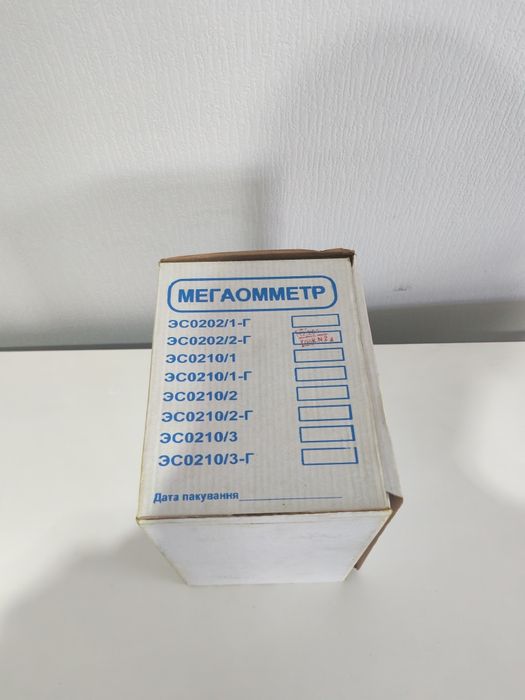 МЕГАОММЕТР
ЭС0202/1-Г
ЭС0202/2-Г
ЭС0210/1
ЭС0210/1-Г
ЭС0210/2
ЭС0210/2-Г
ЭС0210/3
ЭС0210/3-Г
Дата пакування